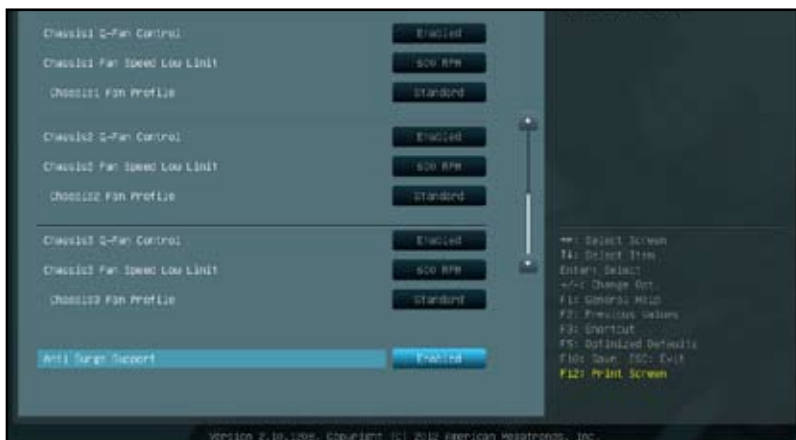 Chassis1 Q-Fan Control Enabled
Chassis1 Fan Speed Low Limit 600 RPM
Chassis1 Fan Profile Standard
Chassis2 Q-Fan Control Enabled
Chassis2 Fan Speed Low Limit 600 RPM
Chassis2 Fan Profile Standard
Chassis3 Q-Fan Control Enabled
Chassis3 Fan Speed Low Limit 600 RPM
Chassis3 Fan Profile Standard
Anti Surge Support Enabled
→←: Select Screen
↑↓: Select Item
Enter: Select
+/-: Change Opt.
F1: General Help
F2: Previous Values
F3: Shortcut
F5: Optimized Defaults
F10: Save ESC: Exit
F12: Print Screen
Version 2.10.1208. Copyright (C) 2012 American Megatrends, Inc.